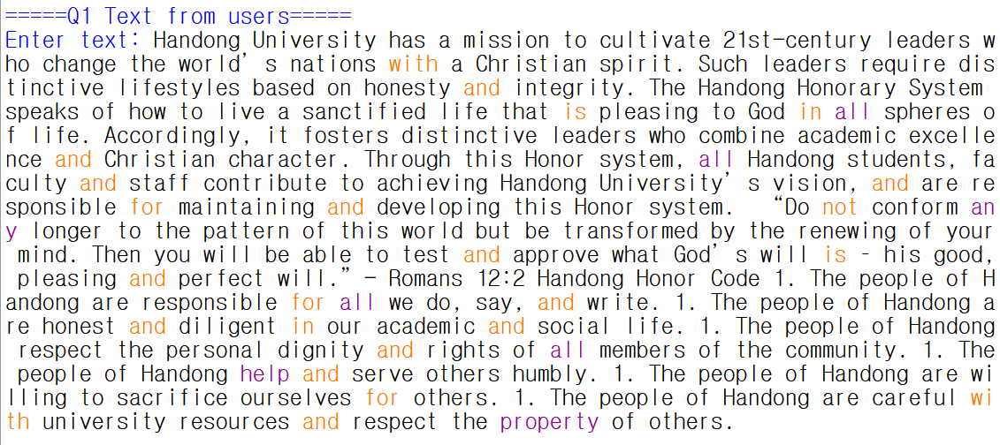 =====Q1 Text from users=====
Enter text: Handong University has a mission to cultivate 21st-century leaders w
ho change the world’s nations with a Christian spirit. Such leaders require dis
tinctive lifestyles based on honesty and integrity. The Handong Honorary System
speaks of how to live a sanctified life that is pleasing to God in all spheres o
f life. Accordingly, it fosters distinctive leaders who combine academic excelle
nce and Christian character. Through this Honor system, all Handong students, fa
culty and staff contribute to achieving Handong University’s vision, and are re
sponsible for maintaining and developing this Honor system.  “Do not conform an
y longer to the pattern of this world but be transformed by the renewing of your
 mind. Then you will be able to test and approve what God’s will is – his good,
 pleasing and perfect will.” – Romans 12:2 Handong Honor Code 1. The people of H
andong are responsible for all we do, say, and write. 1. The people of Handong a
re honest and diligent in our academic and social life. 1. The people of Handong
 respect the personal dignity and rights of all members of the community. 1. The
 people of Handong help and serve others humbly. 1. The people of Handong are wi
lling to sacrifice ourselves for others. 1. The people of Handong are careful wi
th university resources and respect the property of others.